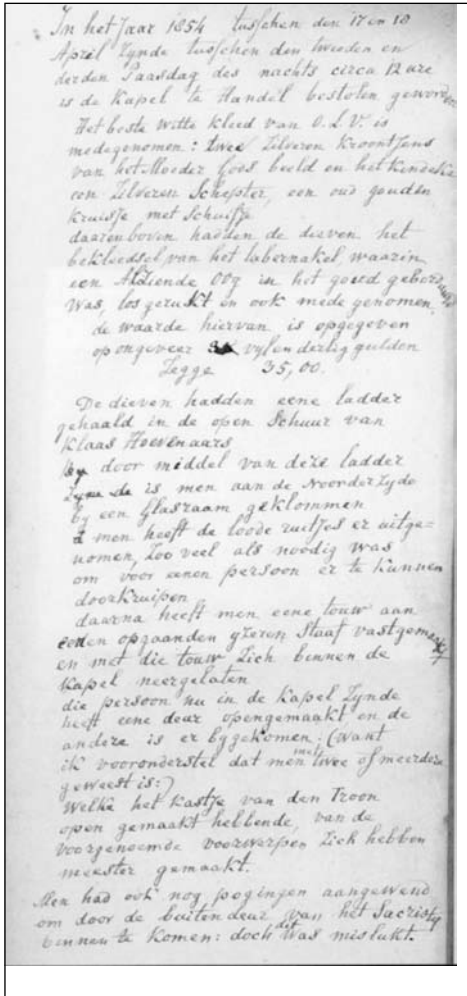 In het Jaar 1854 tusschen den 17 en 18
April zynde tusschen den tweeden en
derden Paasdag des nachts circa 12 ure
is de Kapel te Handel bestolen geworden
Het beste witte kleed van O.L.V. is
medegenomen: twee Zilveren Kroontjens
van het Moeder Gods beeld en het Kindeke
een Zilveren Schepter, een oud gouden
kruisje met schuifje
daarenboven hadden de dieven het
bekleedsel van het tabernakel, waarin
een Alziende oog in het goud geborduurd
was, los gerukt en ook mede genomen.
de waarde hiervan is opgegeven
op ongeveer vyf en dertig gulden
Zegge 35,00.
De dieven hadden eene ladder
gehaald in de open Schuur van
Klaas Hoevenaars
door middel van deze ladder
is men aan de Noorderzyde
by een Glasraam geklommen
men heeft de loode ruitjes er uitge=
nomen, Zoo veel als noodig was
om voor eenen persoon er te kunnen
doorkruipen
daarna heeft men eene touw aan
eenen opgaanden yzeren Staaf vastgemaakt
en met die touw Zich binnen de
Kapel neergelaten
die persoon nu in de Kapel Zynde
heeft eene deur opengemaakt en de
andere is er bygekomen. (want
ik vooronderstel dat men met twee of meerdere
geweest is:)
Welke het Kastje van den Troon
open gemaakt hebbende, van de
voorgenoemde voorwerpen Zich hebben
meester gemaakt.
Men had ook nog pogingen aangewend
om door de buitendeur van het Sacristy
binnen te Komen: doch dit was mislukt.